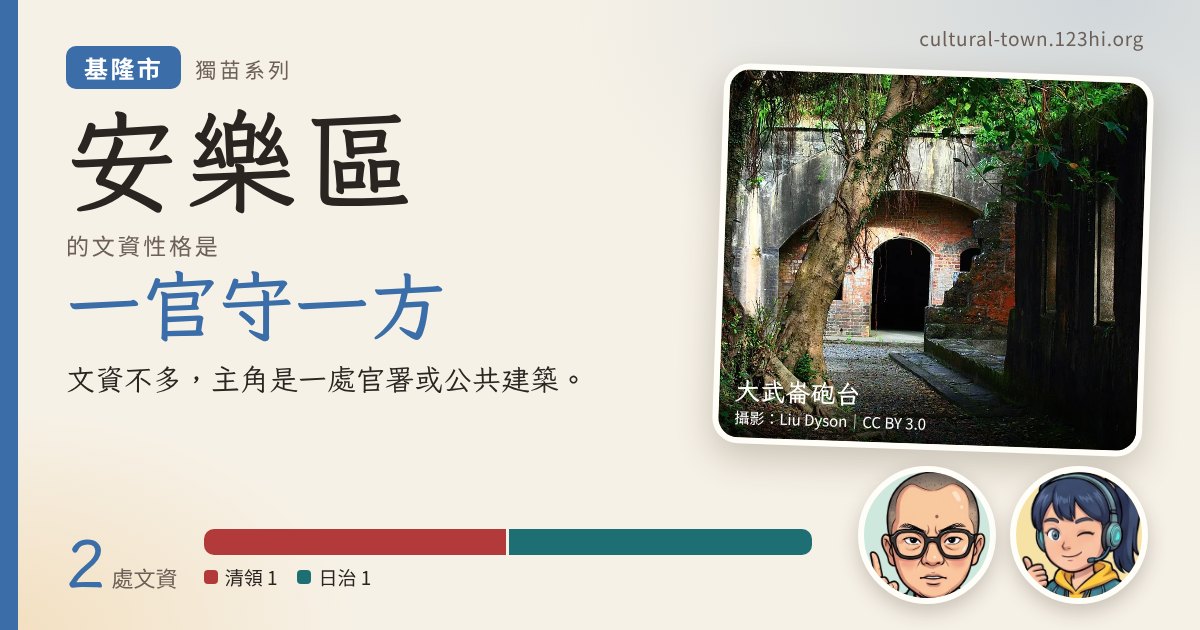 cultural-town.123hi.org
基隆市 獨苗系列
安樂區
的文資性格是
一官守一方
文資不多，主角是一處官署或公共建築。
大武崙砲台
攝影：Liu Dyson｜CC BY 3.0
2 處文資
清領 1 日治 1